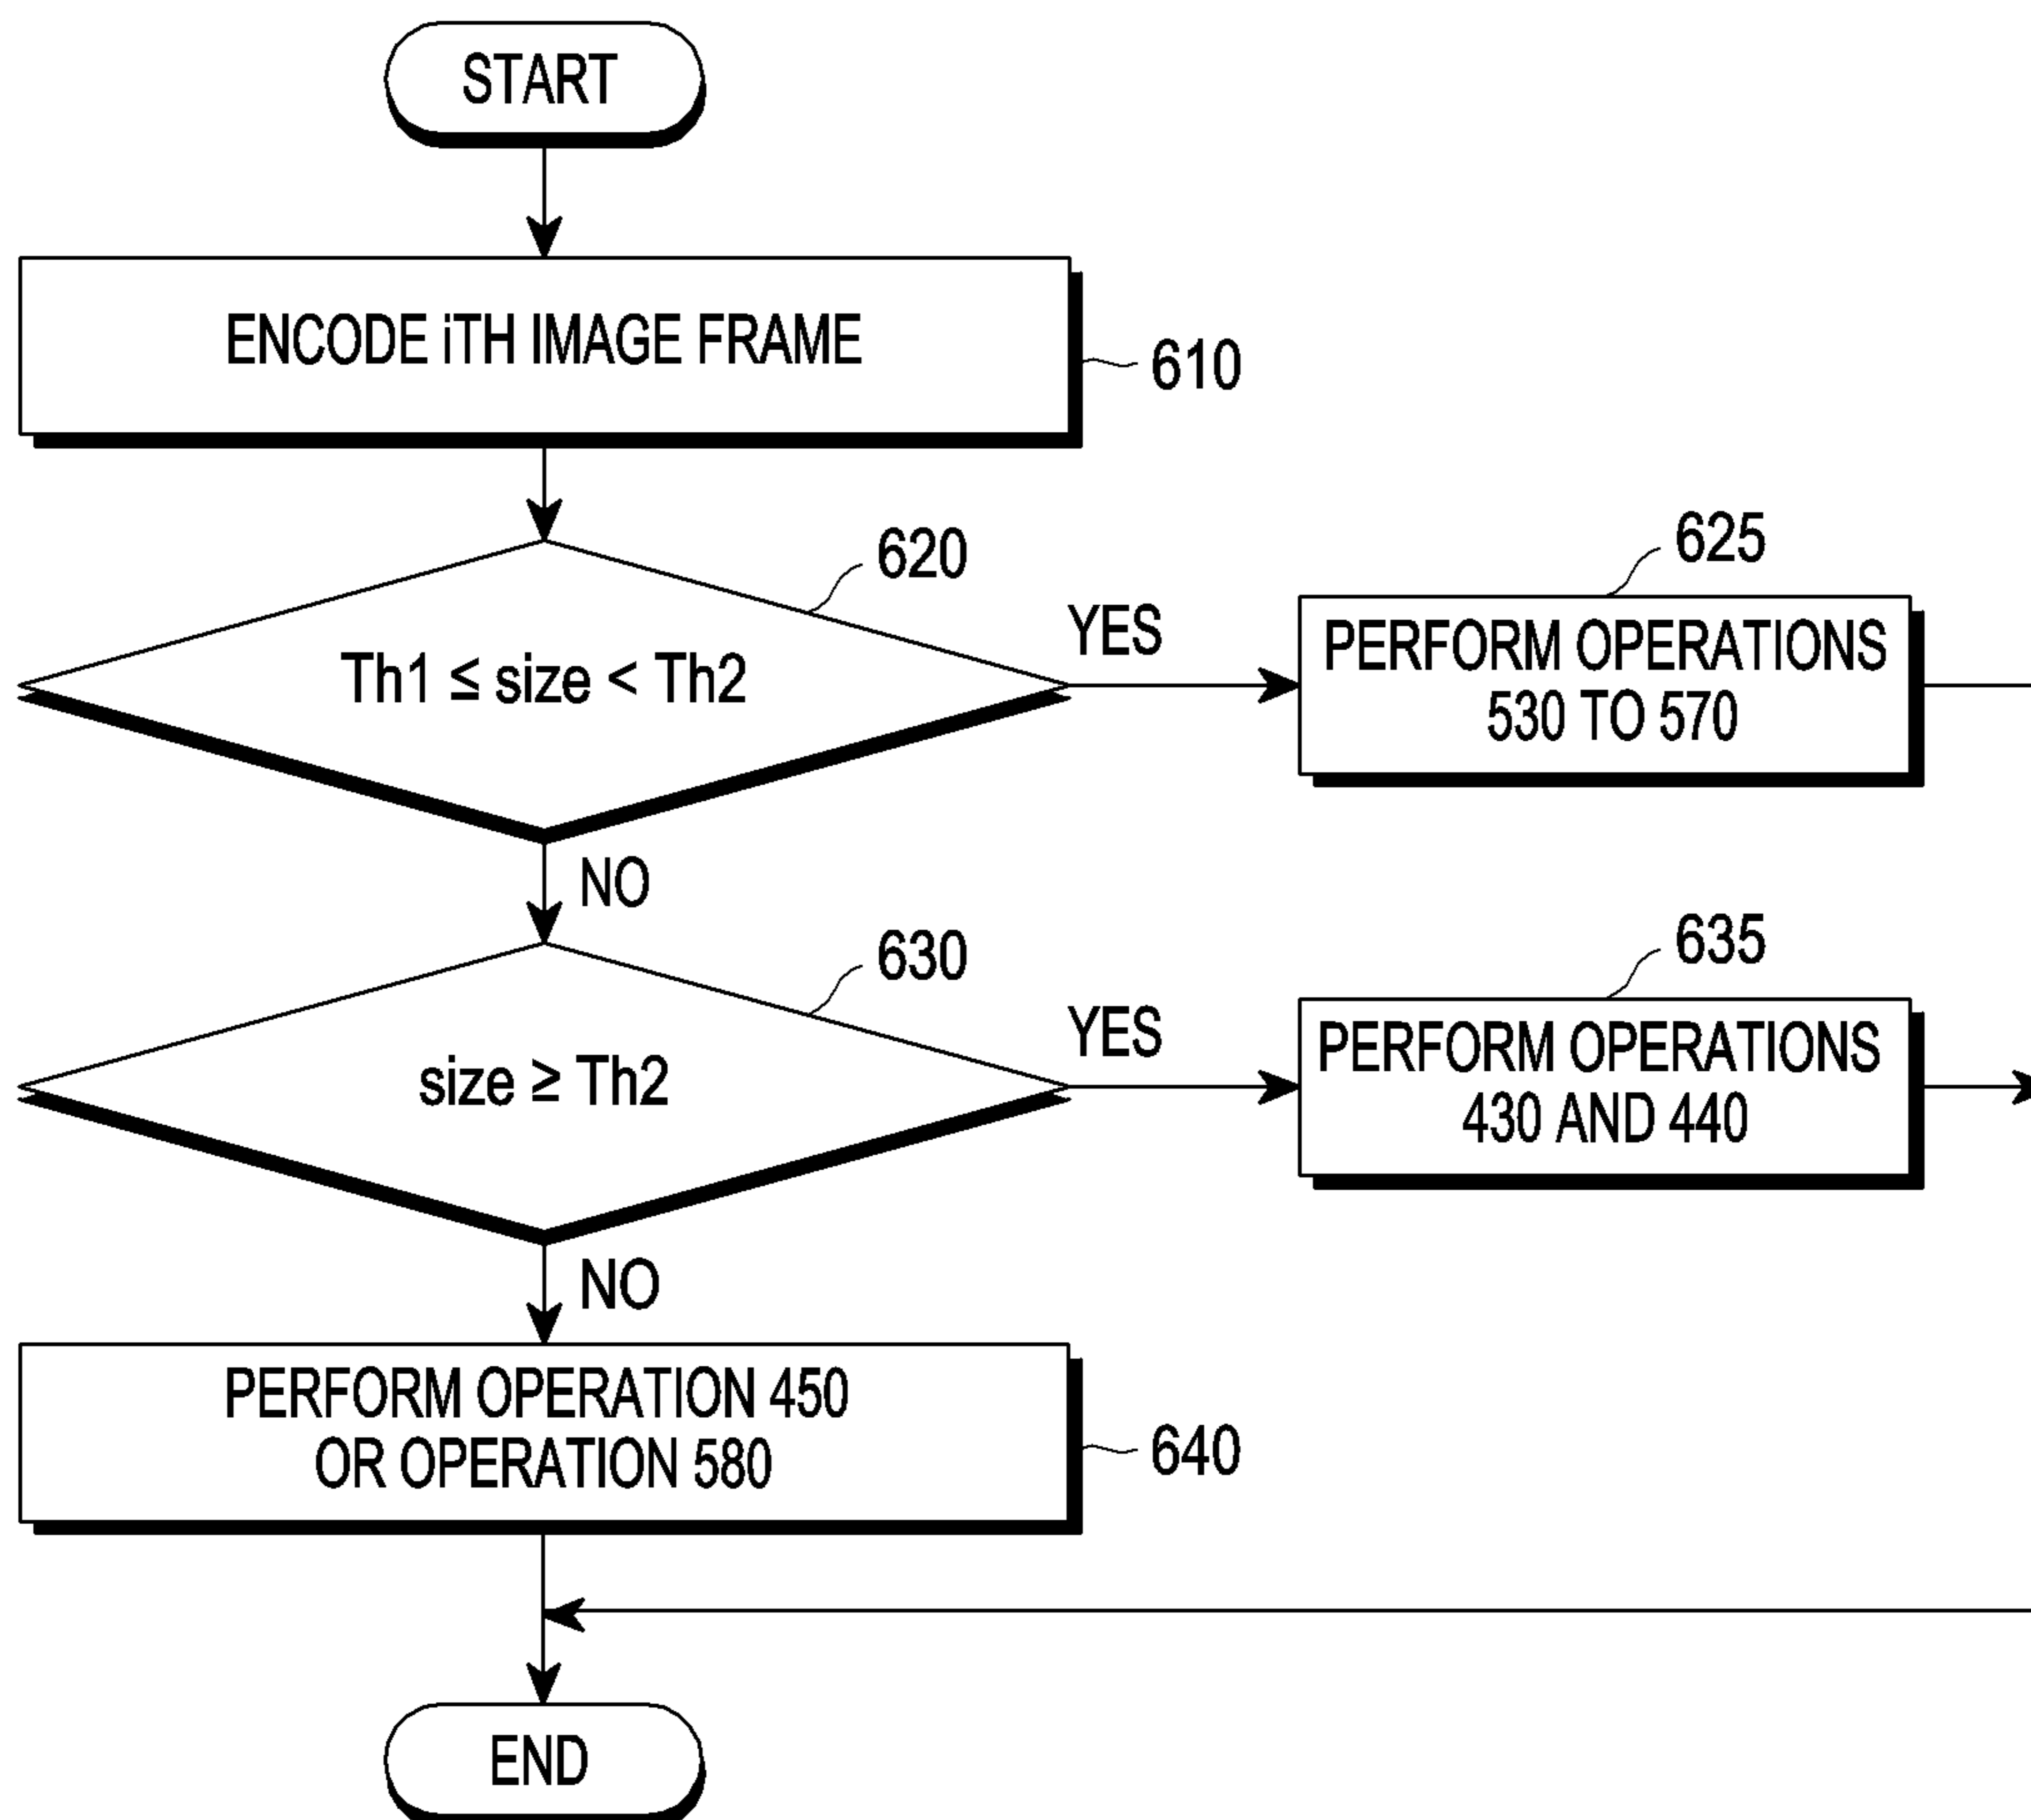 START
ENCODE iTH IMAGE FRAME
610
620
Th1 ≤ size < Th2
YES
625
PERFORM OPERATIONS
530 TO 570
NO
630
size ≥ Th2
YES
635
PERFORM OPERATIONS
430 AND 440
NO
PERFORM OPERATION 450
OR OPERATION 580
640
END